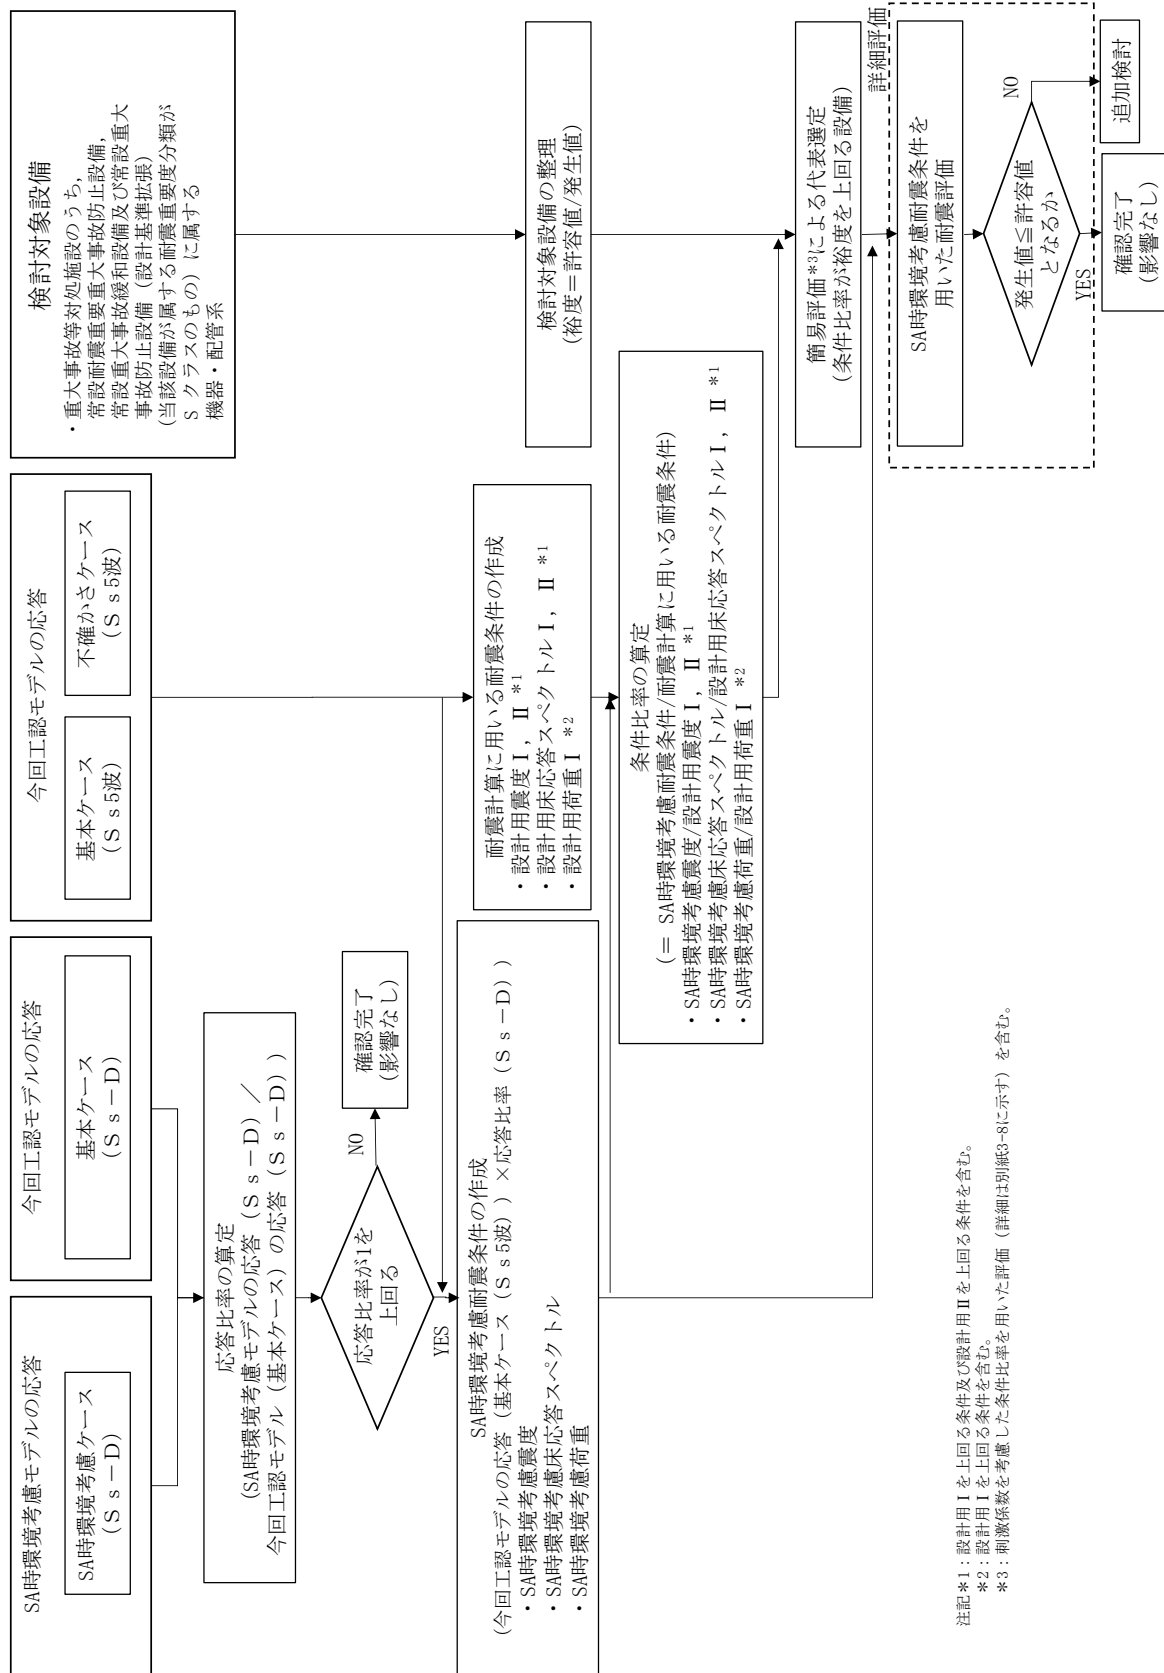 SA時環境考慮モデルの応答
SA時環境考慮ケース
(Ｓｓ－Ｄ)
今回工認モデルの応答
基本ケース
(Ｓｓ－Ｄ)
今回工認モデルの応答
基本ケース
(Ｓｓ5波)
不確かさケース
(Ｓｓ5波)
検討対象設備
・重大事故等対処施設のうち,
常設耐震重要重大事故防止設備,
常設重大事故緩和設備及び常設重大
事故防止設備（設計基準拡張）
(当該設備が属する耐震重要度分類が
Ｓクラスのもの）に属する
機器・配管系
応答比率の算定
(SA時環境考慮モデルの応答（Ｓｓ－Ｄ）／
今回工認モデル（基本ケース）の応答（Ｓｓ－Ｄ））
応答比率が1を
上回る
NO
確認完了
(影響なし)
YES
SA時環境考慮耐震条件の作成
(今回工認モデルの応答（基本ケース（Ｓｓ5波））×応答比率（Ｓｓ－Ｄ））
・SA時環境考慮震度
・SA時環境考慮床応答スペクトル
・SA時環境考慮荷重
耐震計算に用いる耐震条件の作成
・設計用震度Ⅰ, Ⅱ *1
・設計用床応答スペクトルⅠ, Ⅱ *1
・設計用荷重Ⅰ *2
検討対象設備の整理
(裕度＝許容値/発生値)
条件比率の算定
(＝ SA時環境考慮耐震条件/耐震計算に用いる耐震条件)
・SA時環境考慮震度/設計用震度Ⅰ, Ⅱ *1
・SA時環境考慮床応答スペクトル/設計用床応答スペクトルⅠ, Ⅱ *1
・SA時環境考慮荷重/設計用荷重Ⅰ *2
簡易評価*3による代表選定
(条件比率が裕度を上回る設備)
詳細評価
SA時環境考慮耐震条件を
用いた耐震評価
発生値≦許容値
となるか
NO
追加検討
YES
確認完了
(影響なし)
注記*1：設計用Ⅰを上回る条件及び設計用Ⅱを上回る条件を含む。
*2：設計用Ⅰを上回る条件を含む。
*3：刺激係数を考慮した条件比率を用いた評価（詳細は別紙3-8に示す）を含む。